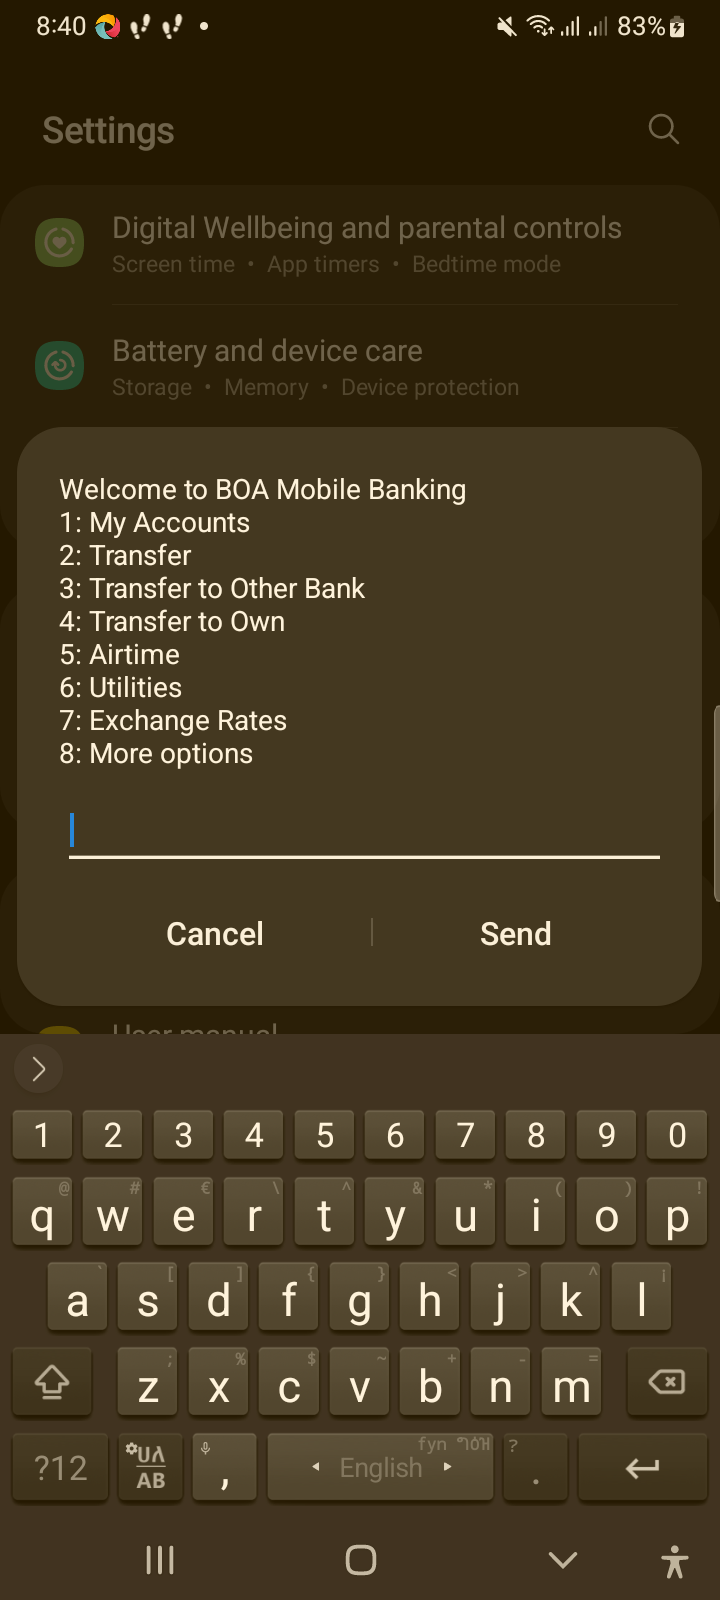 8:40 83%
Settings
Digital Wellbeing and parental controls
Screen time • App timers • Bedtime mode
Battery and device care
Storage • Memory • Device protection
Welcome to BOA Mobile Banking
1: My Accounts
2: Transfer
3: Transfer to Other Bank
4: Transfer to Own
5: Airtime
6: Utilities
7: Exchange Rates
8: More options
Cancel Send
User manual
1 2 3 4 5 6 7 8 9 0
@ # € \ ^ & * ( ) !
q w e r t y u i o p
` [ ] { } < > ^ ¡
a s d f g h j k l
; % $ ~ + - =
z x c v b n m
?12 AB , English ? .